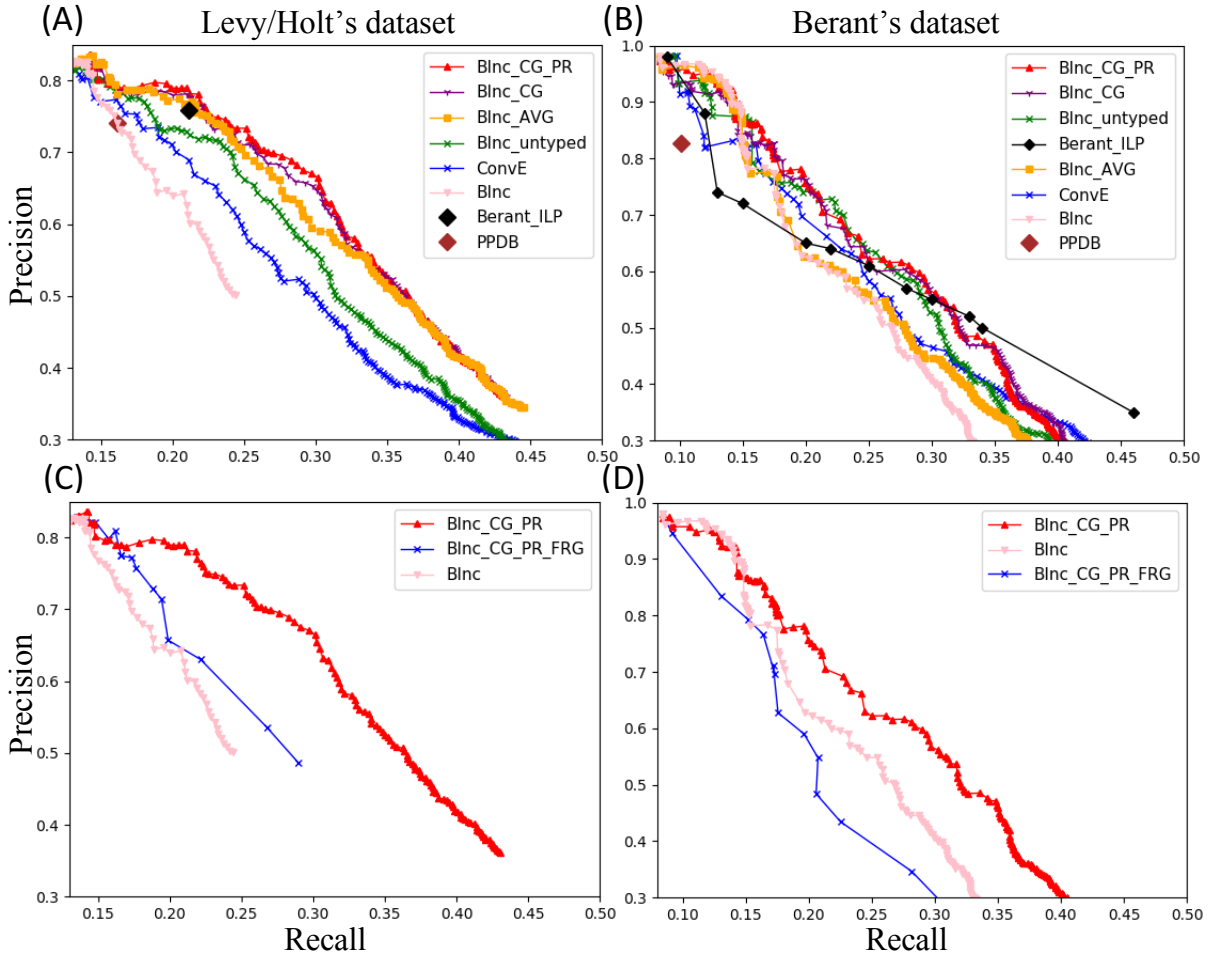 (A) Levy/Holt's dataset
(B) Berant's dataset
Precision
0.8
0.7
0.6
0.5
0.4
0.3
0.15 0.20 0.25 0.30 0.35 0.40 0.45 0.50
BInc_CG_PR
BInc_CG
BInc_AVG
BInc_untyped
ConvE
BInc
Berant_ILP
PPDB
1.0
0.9
0.8
0.7
0.6
0.5
0.4
0.3
0.10 0.15 0.20 0.25 0.30 0.35 0.40 0.45 0.50
BInc_CG_PR
BInc_CG
BInc_untyped
Berant_ILP
BInc_AVG
ConvE
BInc
PPDB
(C)
Precision
0.8
0.7
0.6
0.5
0.4
0.3
0.15 0.20 0.25 0.30 0.35 0.40 0.45 0.50
Recall
BInc_CG_PR
BInc_CG_PR_FRG
BInc
(D)
1.0
0.9
0.8
0.7
0.6
0.5
0.4
0.3
0.10 0.15 0.20 0.25 0.30 0.35 0.40 0.45 0.50
Recall
BInc_CG_PR
BInc
BInc_CG_PR_FRG